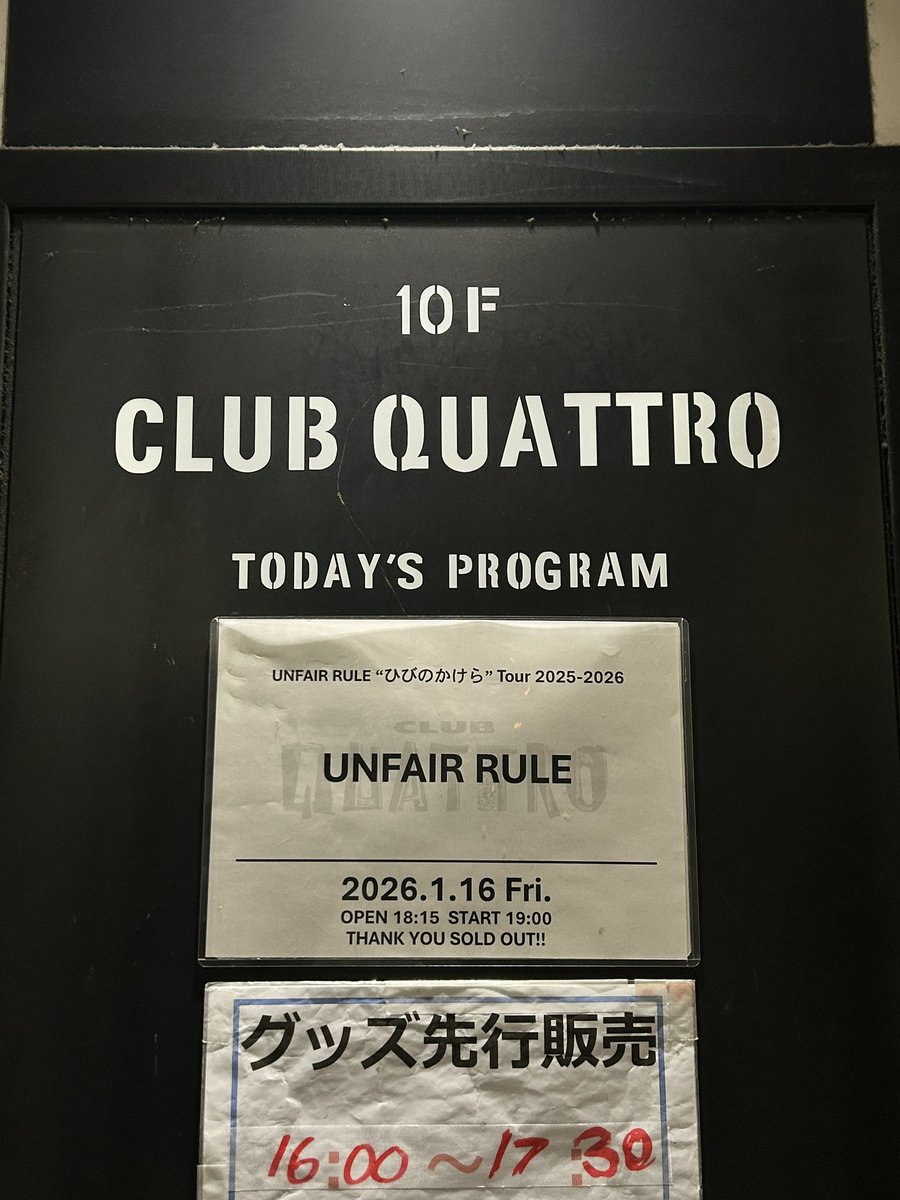 10F
CLUB QUATTRO
TODAY'S PROGRAM
UNFAIR RULE “ひびのかけら” Tour 2025-2026
CLUB
QUATTRO
UNFAIR RULE
2026.1.16 Fri.
OPEN 18:15 START 19:00
THANK YOU SOLD OUT!!
グッズ先行販売
16:00〜17:30